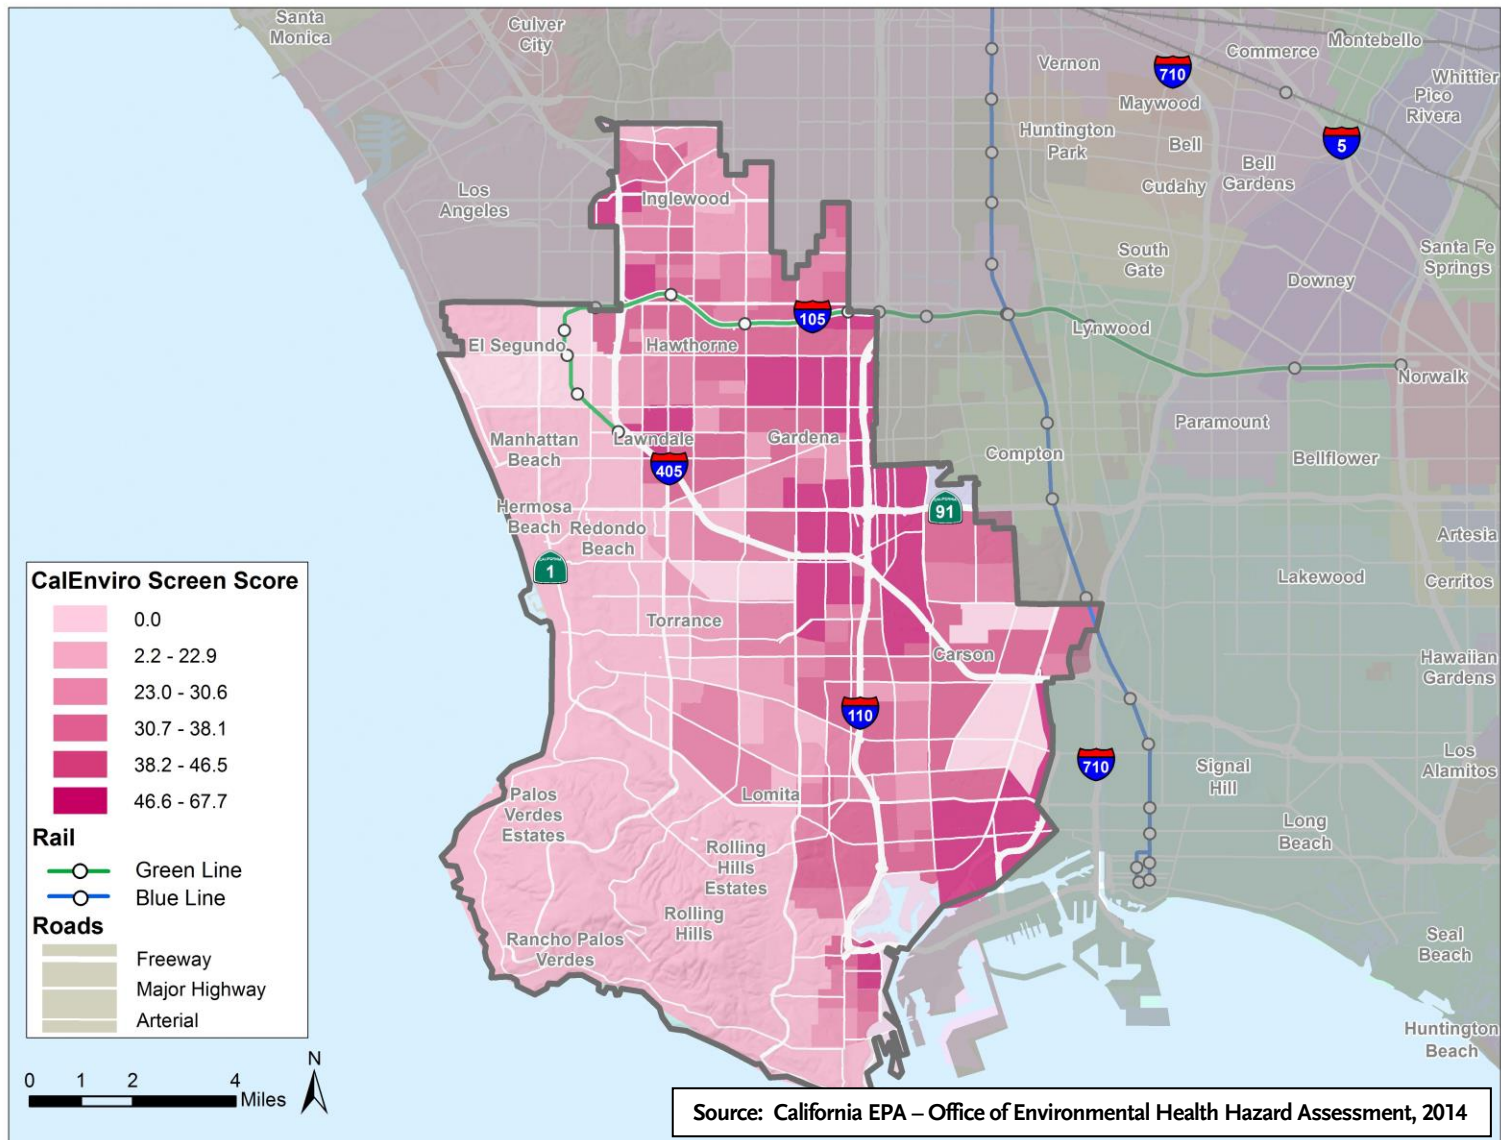 Santa
Monica
Culver
City
Montebello
Commerce
Vernon
710
Whittier
Pico
Rivera
Maywood
Huntington
Park
5
Bell
Bell
Gardens
Cudahy
Los
Angeles
Inglewood
South
Gate
Santa Fe
Springs
Downey
105
Lynwood
El Segundo
Hawthorne
Norwalk
Paramount
Manhattan
Beach
Lawndale
Gardena
Compton
Bellflower
405
Hermosa
Beach
Redondo
Beach
CALIFORNIA
91
Artesia
CALIFORNIA
1
Lakewood
Cerritos
Torrance
Carson
Hawaiian
Gardens
110
710
Signal
Hill
Los
Alamitos
Palos
Verdes
Estates
Lomita
Long
Beach
Rolling
Hills
Estates
Rolling
Hills
Rancho Palos
Verdes
Seal
Beach
Huntington
Beach
CalEnviro Screen Score
0.0
2.2 - 22.9
23.0 - 30.6
30.7 - 38.1
38.2 - 46.5
46.6 - 67.7
Rail
Green Line
Blue Line
Roads
Freeway
Major Highway
Arterial
N
0 1 2 4
Miles
Source: California EPA – Office of Environmental Health Hazard Assessment, 2014